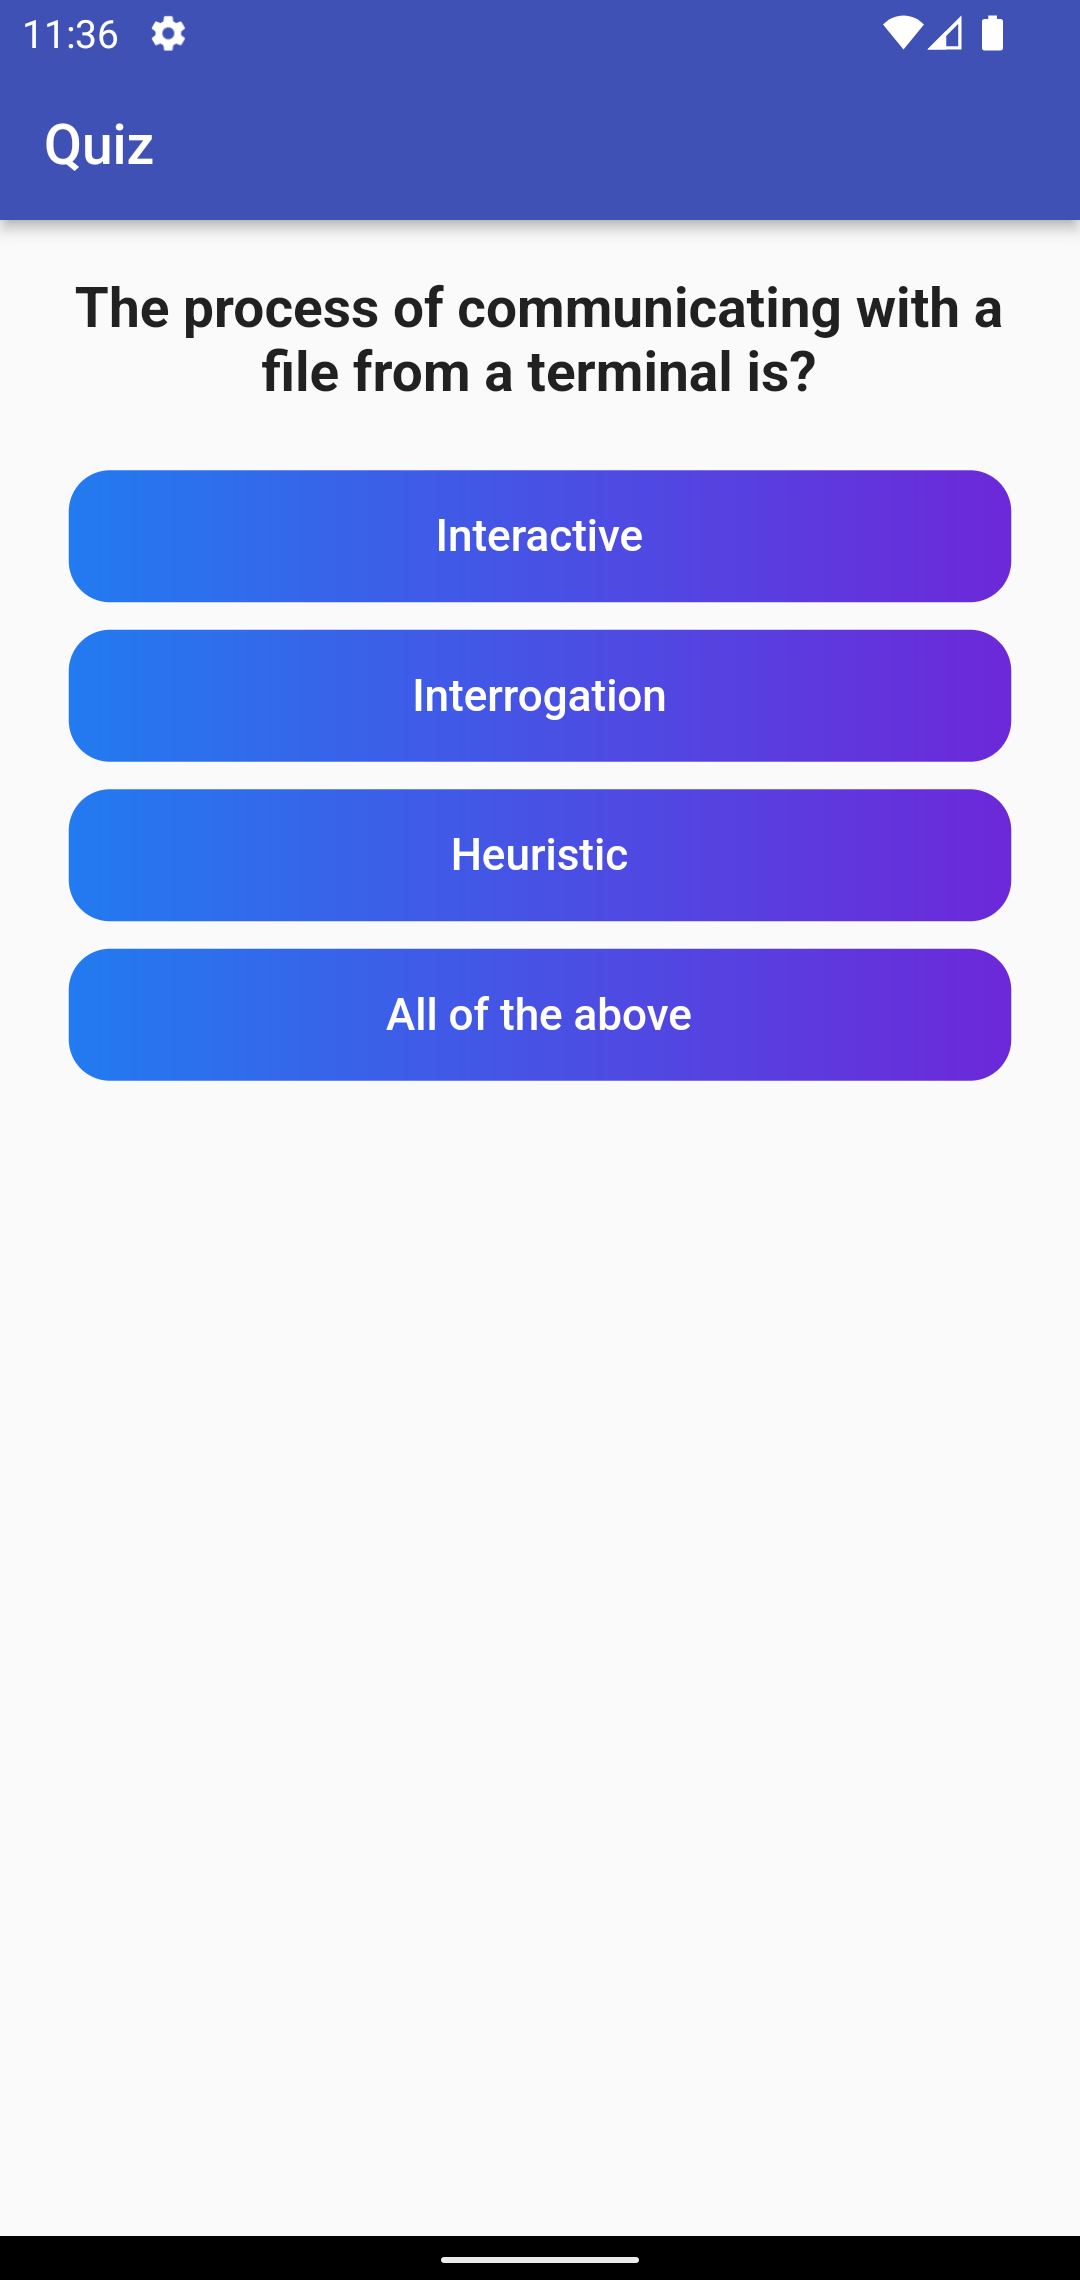 11:36
Quiz
The process of communicating with a
file from a terminal is?
Interactive
Interrogation
Heuristic
All of the above